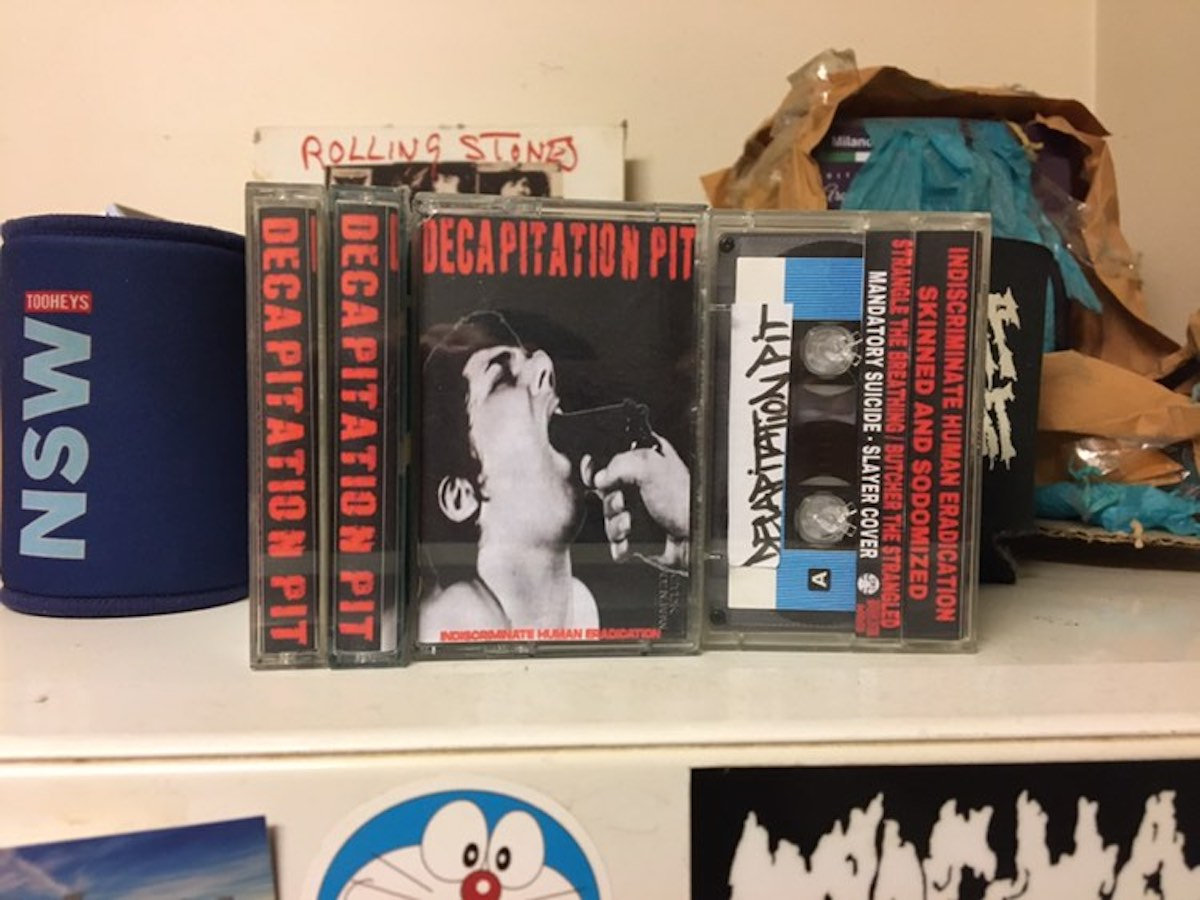 ROLLING STONES
Milano
TOOHEYS
NSW
DECAPITATION PIT
DECAPITATION PIT
DECAPITATION PIT
INDISCRIMINATE HUMAN ERADICATION
DECAPITATION PIT
A
MANDATORY SUICIDE · SLAYER COVER
STRANGLE THE BREATHING / BUTCHER THE STRANGLED
SKINNED AND SODOMIZED
INDISCRIMINATE HUMAN ERADICATION